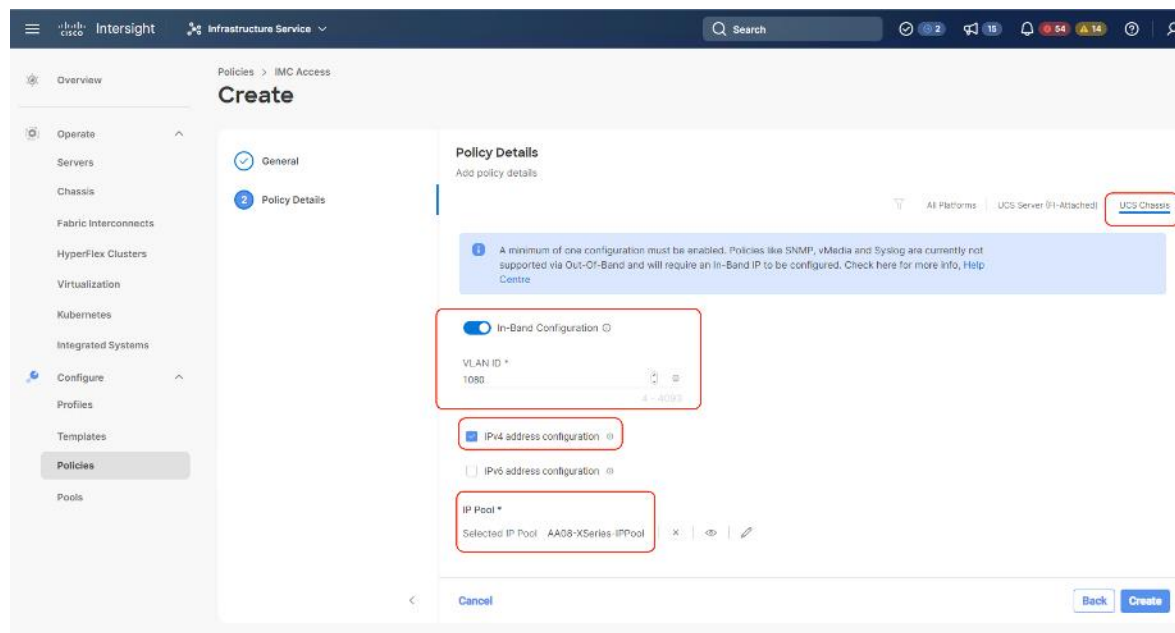 cisco Intersight
Infrastructure Service
Search
2
15
54
14
Overview
Operate
Servers
Chassis
Fabric Interconnects
HyperFlex Clusters
Virtualization
Kubernetes
Integrated Systems
Configure
Profiles
Templates
Policies
Pools
Policies > IMC Access
Create
General
2 Policy Details
Policy Details
Add policy details
All Platforms UCS Server (FI-Attached) UCS Chassis
A minimum of one configuration must be enabled. Policies like SNMP, vMedia and Syslog are currently not
supported via Out-Of-Band and will require an In-Band IP to be configured. Check here for more info, Help
Centre
In-Band Configuration
VLAN ID *
1080
4 - 4093
IPv4 address configuration
IPv6 address configuration
IP Pool *
Selected IP Pool AA08-XSeries-IPPool
Cancel
Back Create